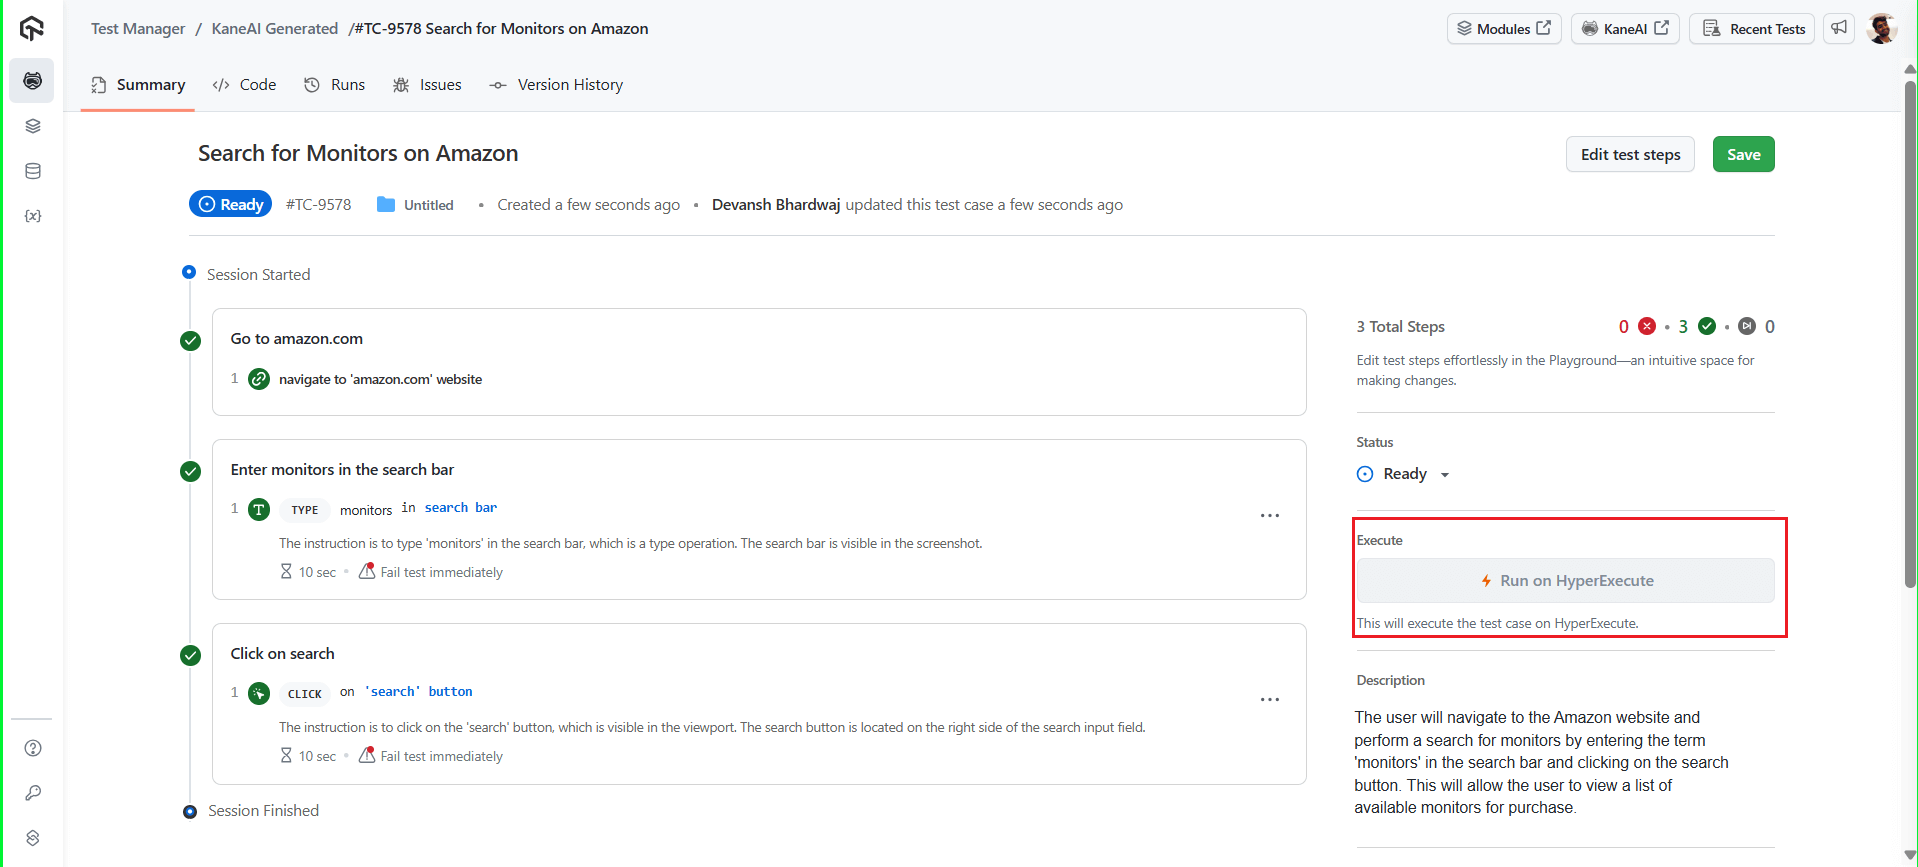 Test Manager / KaneAI Generated /#TC-9578 Search for Monitors on Amazon
Modules
KaneAI
Recent Tests
Summary
</> Code
Runs
Issues
Version History
Search for Monitors on Amazon
Edit test steps
Save
Ready #TC-9578 Untitled • Created a few seconds ago • Devansh Bhardwaj updated this test case a few seconds ago
Session Started
Go to amazon.com
1 navigate to 'amazon.com' website
Enter monitors in the search bar
1 T TYPE monitors in search bar
...
The instruction is to type 'monitors' in the search bar, which is a type operation. The search bar is visible in the screenshot.
10 sec • Fail test immediately
Click on search
1 CLICK on 'search' button
...
The instruction is to click on the 'search' button, which is visible in the viewport. The search button is located on the right side of the search input field.
10 sec • Fail test immediately
Session Finished
3 Total Steps
0 • 3 • 0
Edit test steps effortlessly in the Playground—an intuitive space for
making changes.
Status
Ready
Execute
Run on HyperExecute
This will execute the test case on HyperExecute.
Description
The user will navigate to the Amazon website and
perform a search for monitors by entering the term
'monitors' in the search bar and clicking on the search
button. This will allow the user to view a list of
available monitors for purchase.